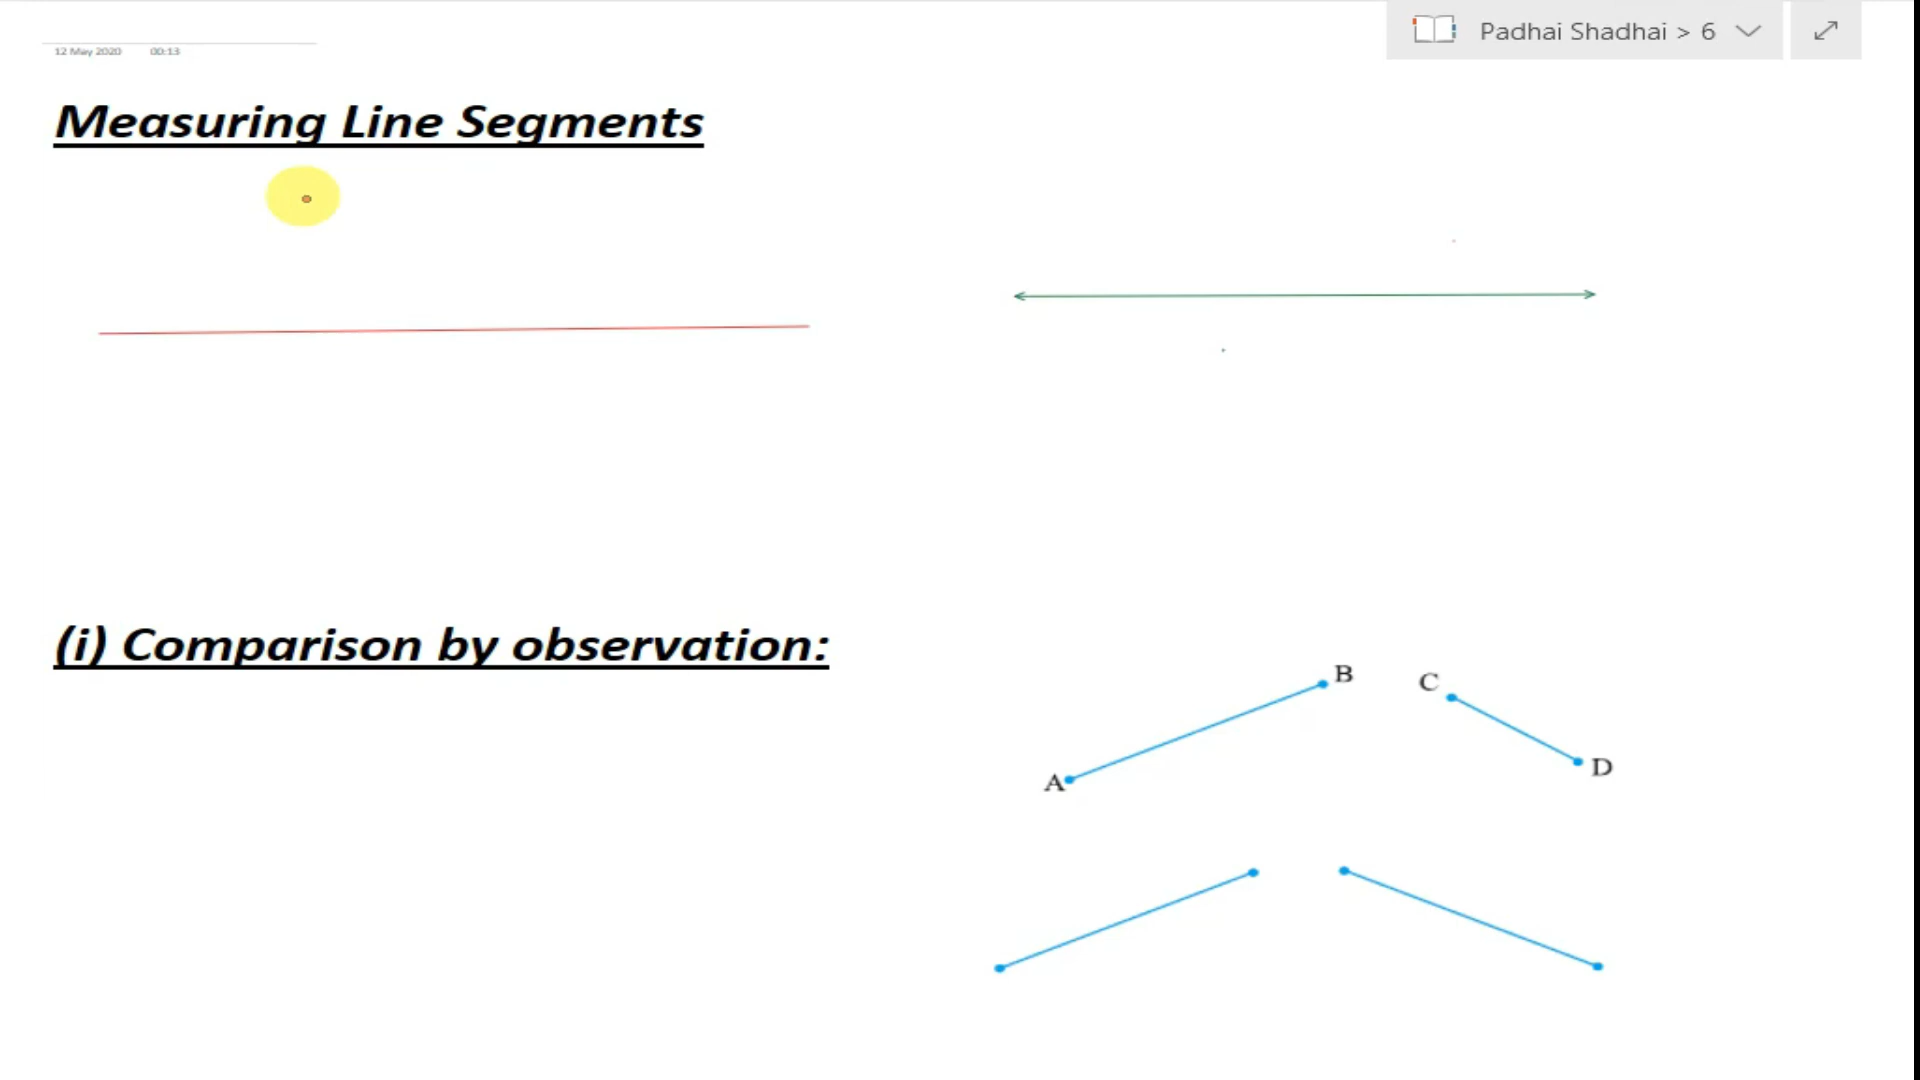 12 May 2020 00:13
Padhai Shadhai > 6
Measuring Line Segments
(i) Comparison by observation:
B
C
A
D